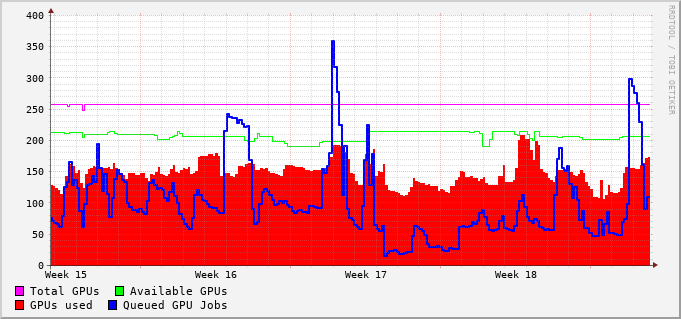 400
350
300
250
200
150
100
50
0
Week 15 Week 16 Week 17 Week 18
Total GPUs Available GPUs
GPUs used Queued GPU Jobs
RRDTOOL / TOBI OETIKER